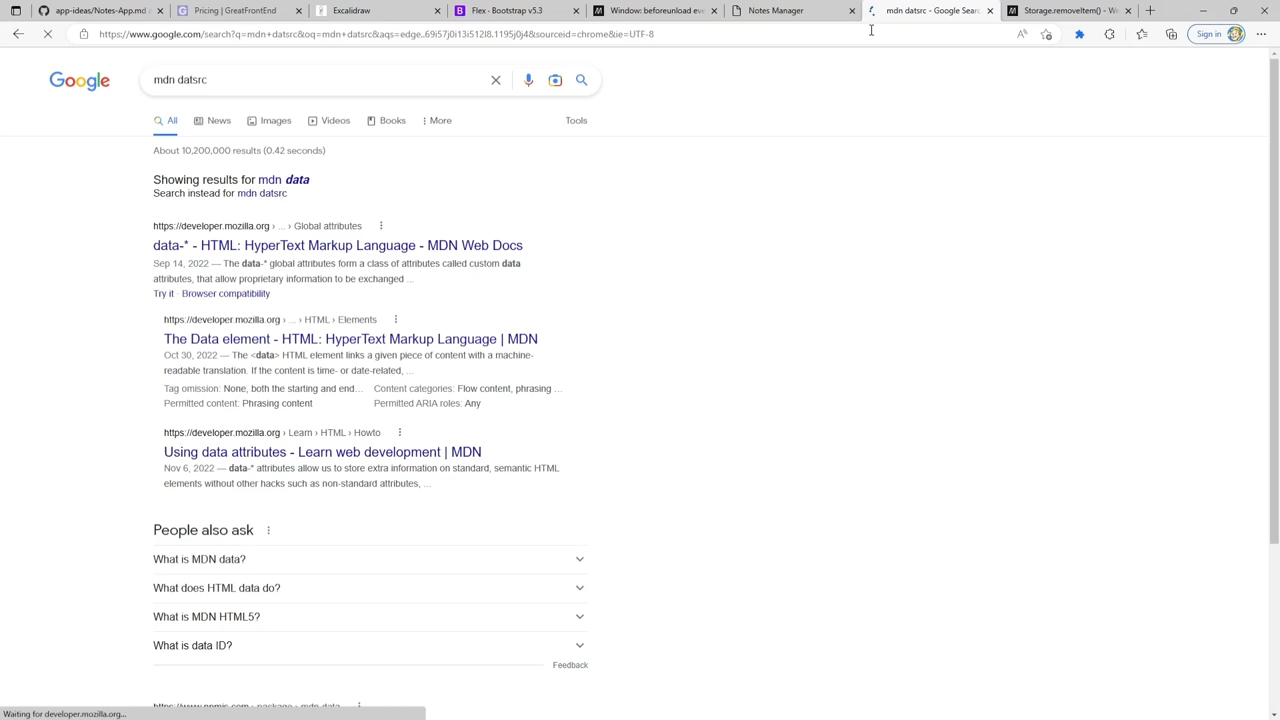 app-ideas/Notes-App.md a
Pricing | GreatFrontEnd
Excalidraw
Flex · Bootstrap v5.3
Window: beforeunload eve
Notes Manager
mdn datsrc - Google Sear
Storage.removeItem() - We
https://www.google.com/search?q=mdn+datsrc&oq=mdn+datsrc&aqs=edge..69i57j0i13i512l8.1195j0j4&sourceid=chrome&ie=UTF-8
Sign in
Google
mdn datsrc
All
News
Images
Videos
Books
More
Tools
About 10,200,000 results (0.42 seconds)
Showing results for mdn data
Search instead for mdn datsrc
https://developer.mozilla.org › ... › Global attributes
data-* - HTML: HyperText Markup Language - MDN Web Docs
Sep 14, 2022 — The data-* global attributes form a class of attributes called custom data
attributes, that allow proprietary information to be exchanged ...
Try it · Browser compatibility
https://developer.mozilla.org › ... › HTML › Elements
The Data element - HTML: HyperText Markup Language | MDN
Oct 30, 2022 — The <data> HTML element links a given piece of content with a machine-
readable translation. If the content is time- or date-related, ...
Tag omission: None, both the starting and end... Content categories: Flow content, phrasing ...
Permitted content: Phrasing content Permitted ARIA roles: Any
https://developer.mozilla.org › Learn › HTML › Howto
Using data attributes - Learn web development | MDN
Nov 6, 2022 — data-* attributes allow us to store extra information on standard, semantic HTML
elements without other hacks such as non-standard attributes, ...
People also ask
What is MDN data?
What does HTML data do?
What is MDN HTML5?
What is data ID?
Feedback
https://www.npmjs.com › package › mdn-data
Waiting for developer.mozilla.org...